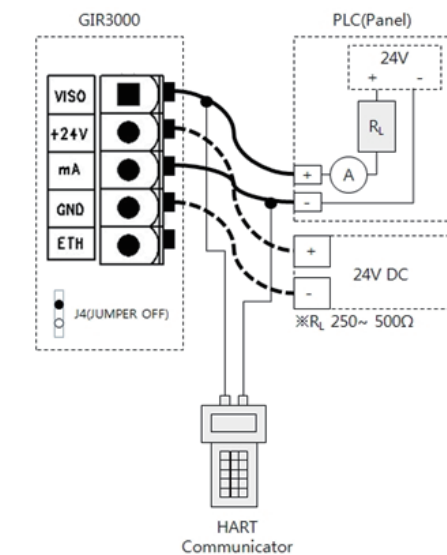 GIR3000
PLC(Panel)
24V
+ -
RL
A
+
-
VISO
+24V
mA
GND
ETH
J4(JUMPER OFF)
+
24V DC
-
※RL 250~ 500Ω
HART
Communicator